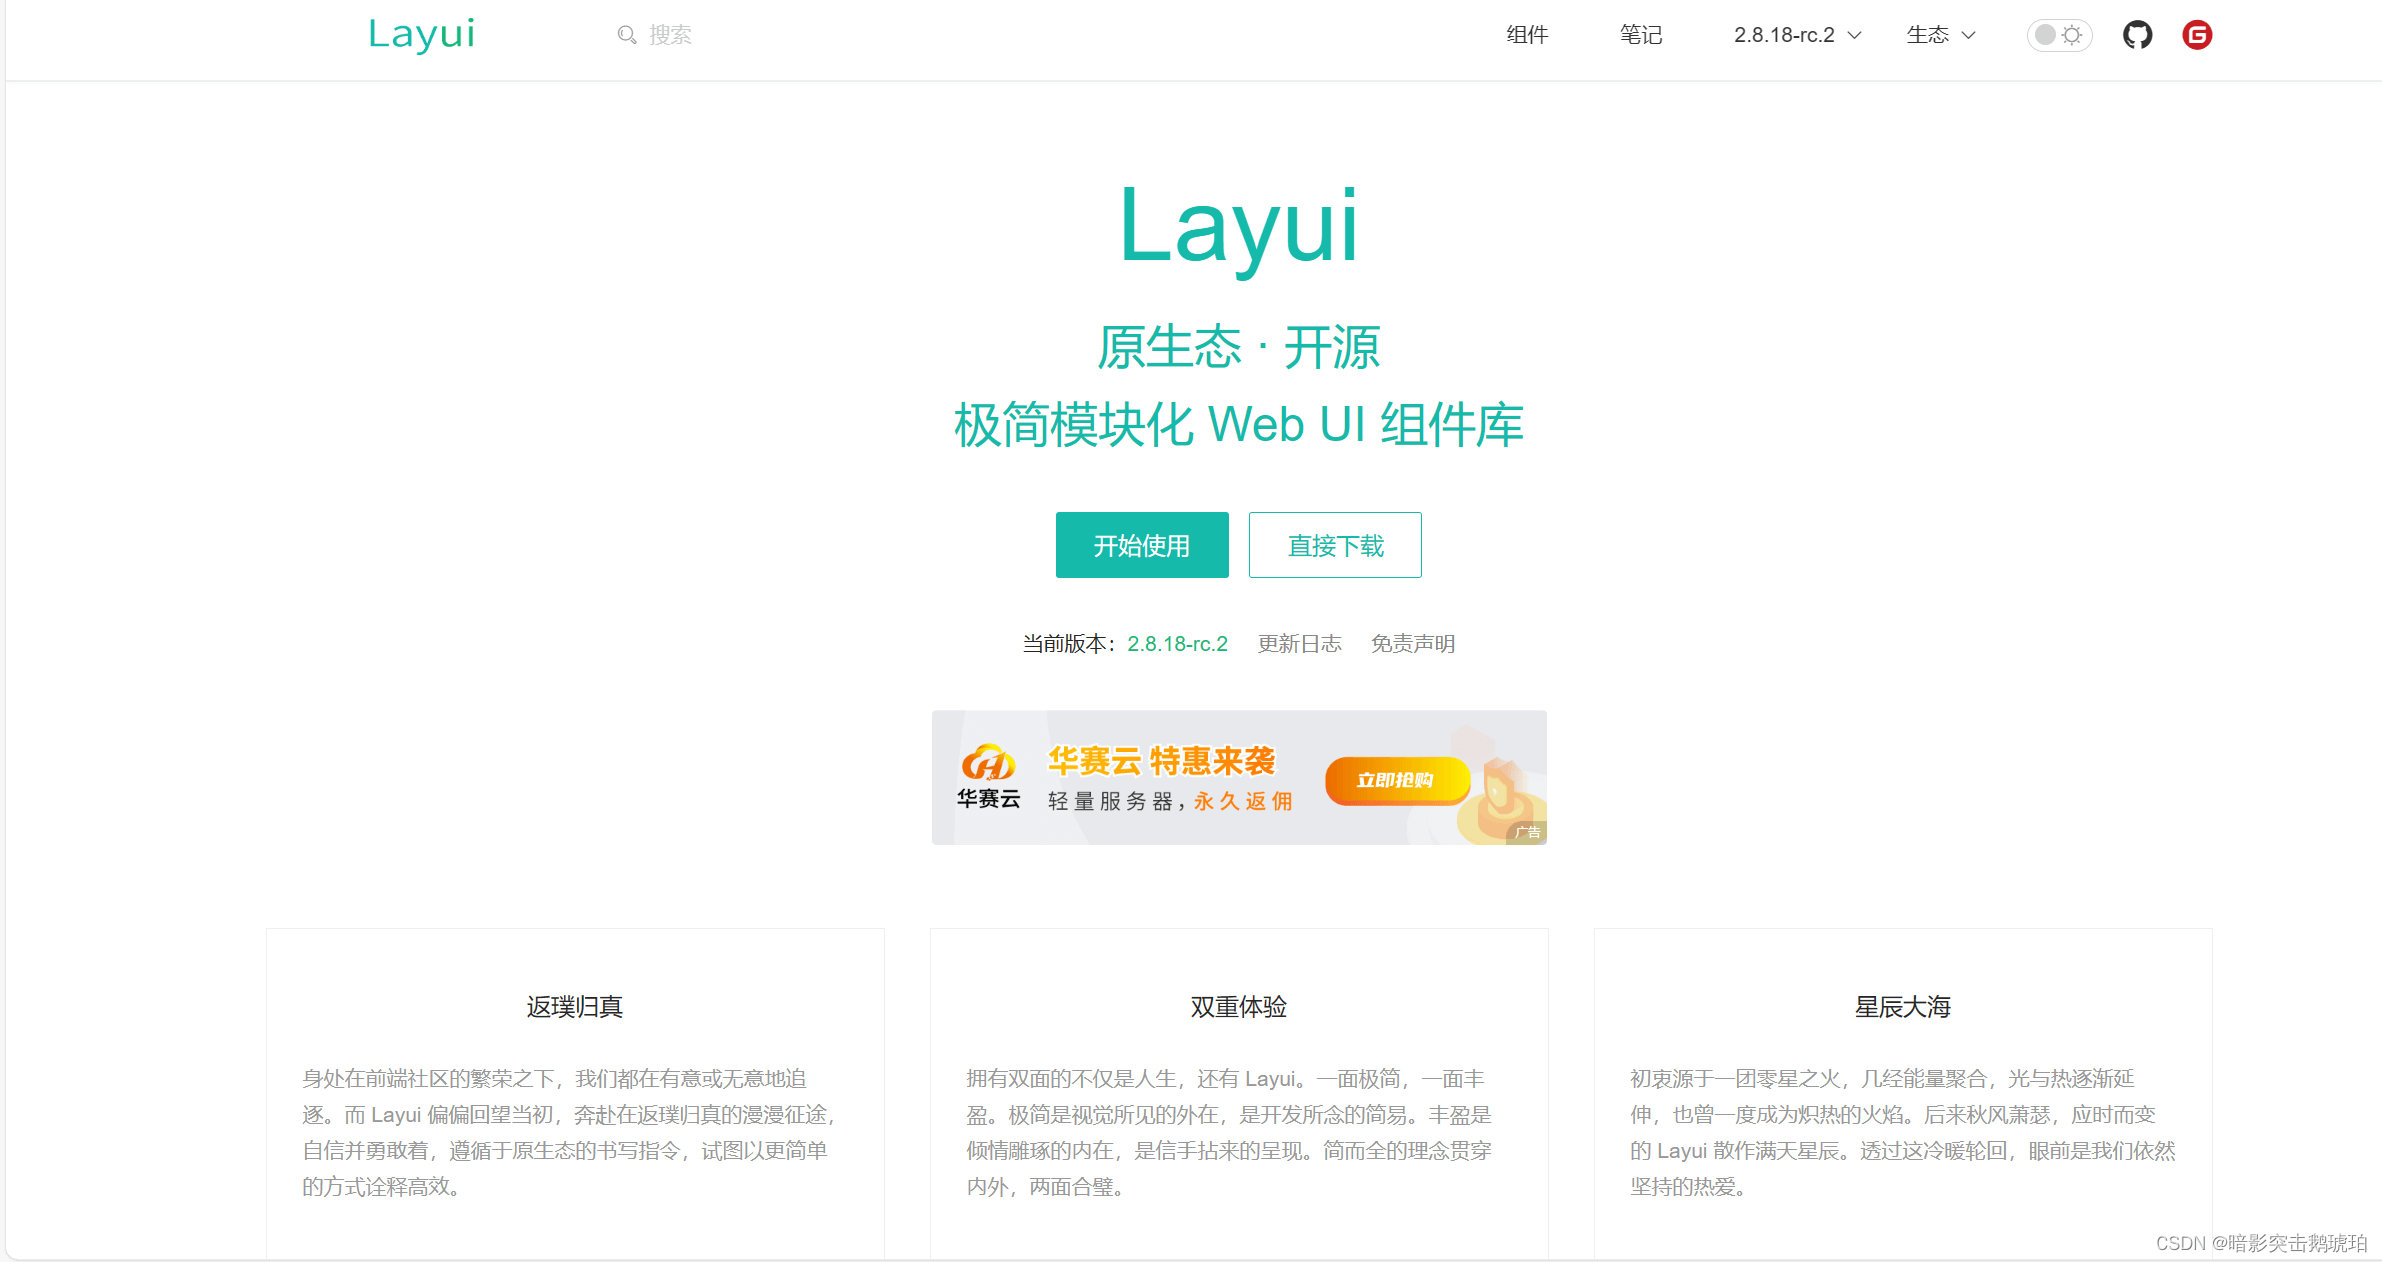 Layui
搜索
组件
笔记
2.8.18-rc.2
生态
Layui
原生态 · 开源
极简模块化 Web UI 组件库
开始使用
直接下载
当前版本：2.8.18-rc.2 更新日志 免责声明
华赛云
华赛云 特惠来袭
轻量服务器，永久返佣
立即抢购
广告
返璞归真
身处在前端社区的繁荣之下，我们都在有意或无意地追
逐。而 Layui 偏偏回望当初，奔赴在返璞归真的漫漫征途，
自信并勇敢着，遵循于原生态的书写指令，试图以更简单
的方式诠释高效。
双重体验
拥有双面的不仅是人生，还有 Layui。一面极简，一面丰
盈。极简是视觉所见的外在，是开发所念的简易。丰盈是
倾情雕琢的内在，是信手拈来的呈现。简而全的理念贯穿
内外，两面合璧。
星辰大海
初衷源于一团零星之火，几经能量聚合，光与热逐渐延
伸，也曾一度成为炽热的火焰。后来秋风萧瑟，应时而变
的 Layui 散作满天星辰。透过这冷暖轮回，眼前是我们依然
坚持的热爱。
CSDN @暗影突击鹅琥珀